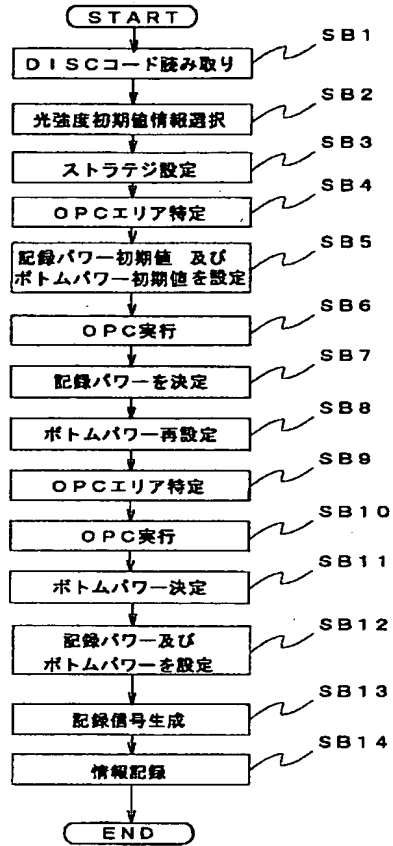 START
DISCコード読み取り
SB1
光強度初期値情報選択
SB2
ストラテジ設定
SB3
OPCエリア特定
SB4
記録パワー初期値 及び
ボトムパワー初期値を設定
SB5
OPC実行
SB6
記録パワーを決定
SB7
ボトムパワー再設定
SB8
OPCエリア特定
SB9
OPC実行
SB10
ボトムパワー決定
SB11
記録パワー及び
ボトムパワーを設定
SB12
記録信号生成
SB13
情報記録
SB14
END